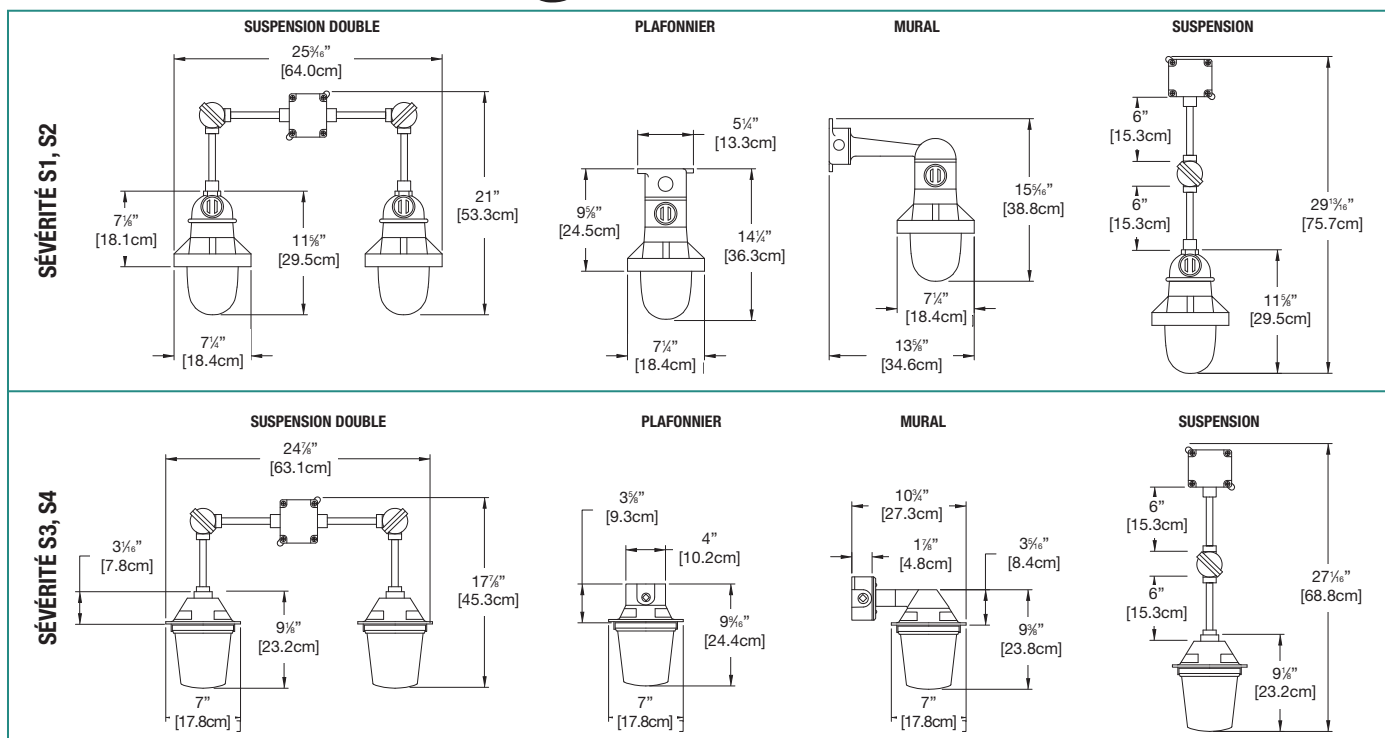 SUSPENSION DOUBLE
PLAFONNIER
MURAL
SUSPENSION
SÉVÉRITÉ S1, S2
25³⁄₁₆”
[64.0cm]
21”
[53.3cm]
7⅛”
[18.1cm]
11⅝”
[29.5cm]
7¼”
[18.4cm]
5¼”
[13.3cm]
9⅝”
[24.5cm]
14¼”
[36.3cm]
7¼”
[18.4cm]
15⁵⁄₁₆”
[38.8cm]
7¼”
[18.4cm]
13⅝”
[34.6cm]
6”
[15.3cm]
6”
[15.3cm]
29¹³⁄₁₆”
[75.7cm]
11⅝”
[29.5cm]
SUSPENSION DOUBLE
PLAFONNIER
MURAL
SUSPENSION
SÉVÉRITÉ S3, S4
24⅞”
[63.1cm]
3¹⁄₁₆”
[7.8cm]
17⅞”
[45.3cm]
9⅛”
[23.2cm]
7”
[17.8cm]
3⅝”
[9.3cm]
4”
[10.2cm]
9⁹⁄₁₆”
[24.4cm]
7”
[17.8cm]
10¾”
[27.3cm]
1⅞”
[4.8cm]
3⁵⁄₁₆”
[8.4cm]
9⅜”
[23.8cm]
7”
[17.8cm]
6”
[15.3cm]
6”
[15.3cm]
27¹⁄₁₆”
[68.8cm]
9⅛”
[23.2cm]